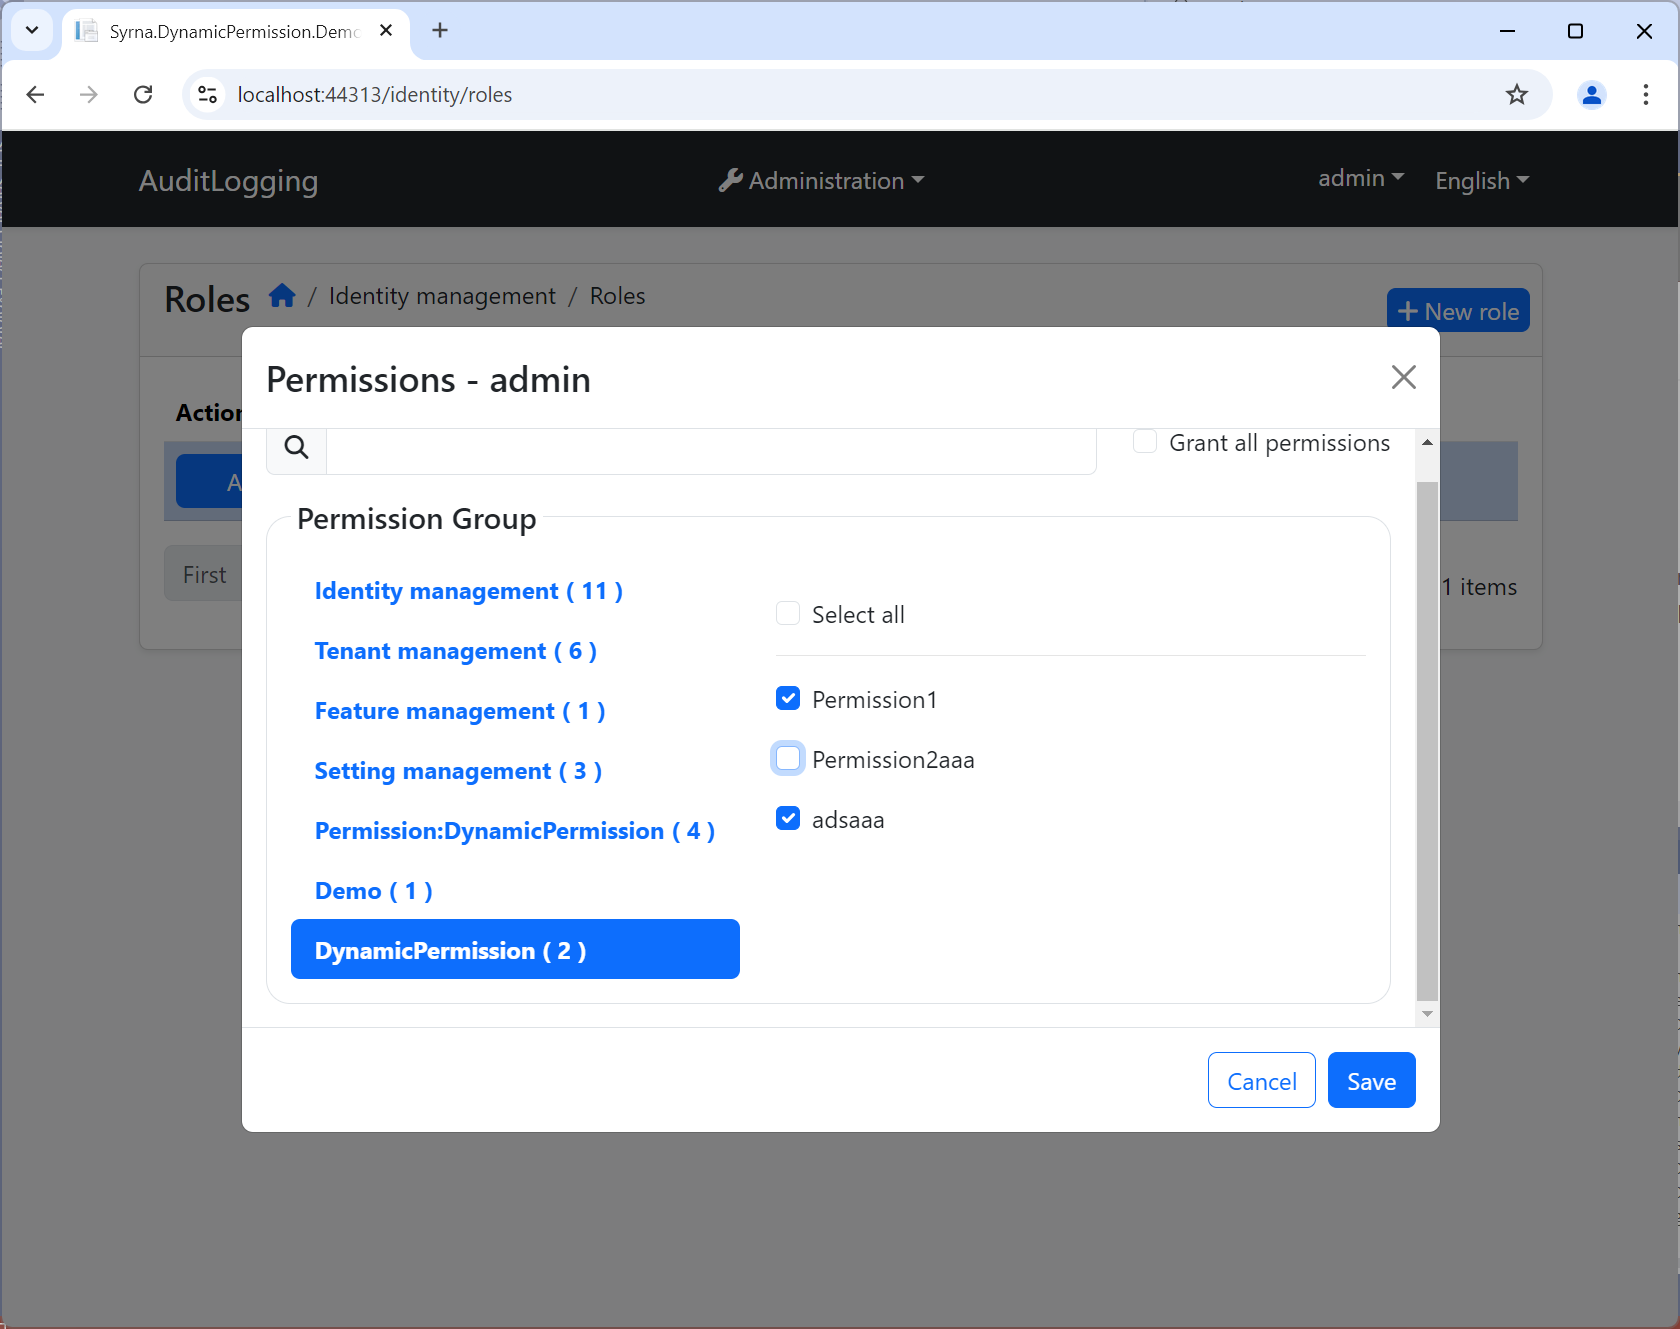 Syrna.DynamicPermission.Demo
localhost:44313/identity/roles
AuditLogging
Administration
admin
English
Roles / Identity management / Roles
+ New role
Permissions - admin
Action
Grant all permissions
A
Permission Group
First
1 items
Identity management ( 11 )
Tenant management ( 6 )
Feature management ( 1 )
Setting management ( 3 )
Permission:DynamicPermission ( 4 )
Demo ( 1 )
DynamicPermission ( 2 )
Select all
Permission1
Permission2aaa
adsaaa
Cancel
Save